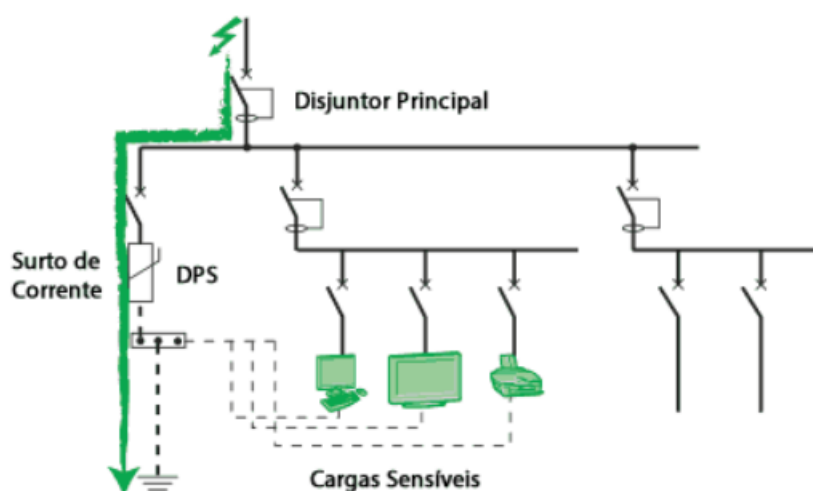 Disjuntor Principal
Surto de
Corrente
DPS
Cargas Sensíveis